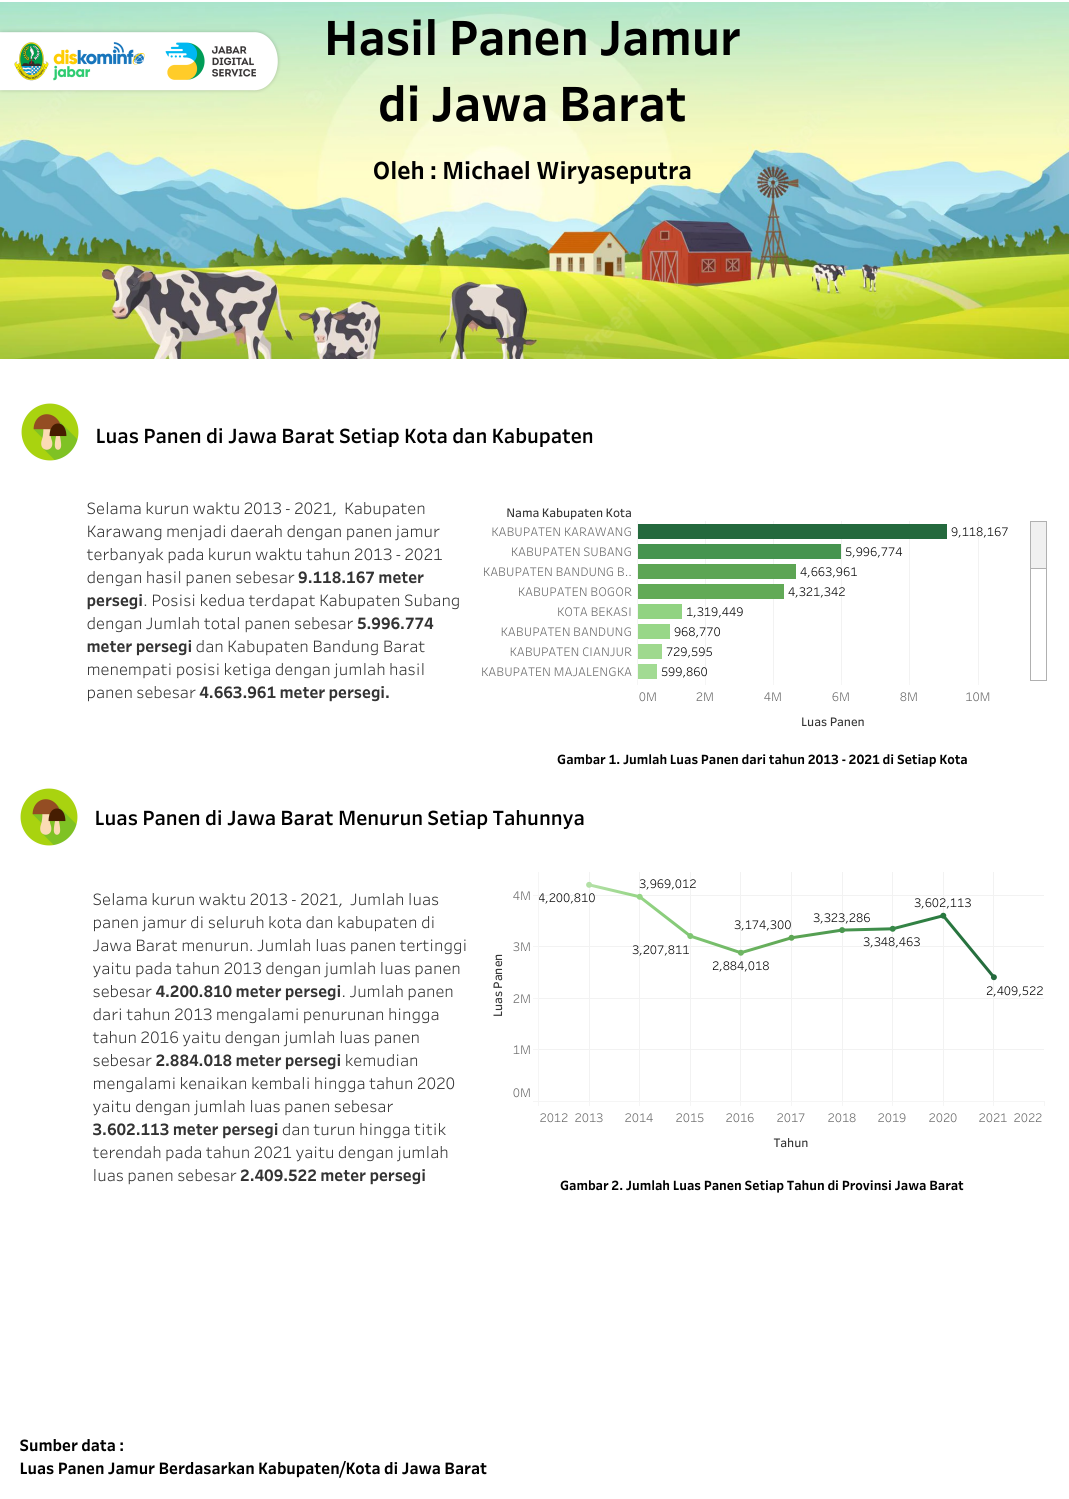 Hasil Panen Jamur
di Jawa Barat
Oleh : Michael Wiryaseputra
diskominfo
jabar
JABAR
DIGITAL
SERVICE
Luas Panen di Jawa Barat Setiap Kota dan Kabupaten
Selama kurun waktu 2013 - 2021, Kabupaten
Karawang menjadi daerah dengan panen jamur
terbanyak pada kurun waktu tahun 2013 - 2021
dengan hasil panen sebesar 9.118.167 meter
persegi. Posisi kedua terdapat Kabupaten Subang
dengan Jumlah total panen sebesar 5.996.774
meter persegi dan Kabupaten Bandung Barat
menempati posisi ketiga dengan jumlah hasil
panen sebesar 4.663.961 meter persegi.
Nama Kabupaten Kota
KABUPATEN KARAWANG 9,118,167
KABUPATEN SUBANG 5,996,774
KABUPATEN BANDUNG B.. 4,663,961
KABUPATEN BOGOR 4,321,342
KOTA BEKASI 1,319,449
KABUPATEN BANDUNG 968,770
KABUPATEN CIANJUR 729,595
KABUPATEN MAJALENGKA 599,860
0M 2M 4M 6M 8M 10M
Luas Panen
Gambar 1. Jumlah Luas Panen dari tahun 2013 - 2021 di Setiap Kota
Luas Panen di Jawa Barat Menurun Setiap Tahunnya
Selama kurun waktu 2013 - 2021, Jumlah luas
panen jamur di seluruh kota dan kabupaten di
Jawa Barat menurun. Jumlah luas panen tertinggi
yaitu pada tahun 2013 dengan jumlah luas panen
sebesar 4.200.810 meter persegi. Jumlah panen
dari tahun 2013 mengalami penurunan hingga
tahun 2016 yaitu dengan jumlah luas panen
sebesar 2.884.018 meter persegi kemudian
mengalami kenaikan kembali hingga tahun 2020
yaitu dengan jumlah luas panen sebesar
3.602.113 meter persegi dan turun hingga titik
terendah pada tahun 2021 yaitu dengan jumlah
luas panen sebesar 2.409.522 meter persegi
Luas Panen
4M
3M
2M
1M
0M
4,200,810
3,969,012
3,207,811
2,884,018
3,174,300
3,323,286
3,348,463
3,602,113
2,409,522
2012 2013 2014 2015 2016 2017 2018 2019 2020 2021 2022
Tahun
Gambar 2. Jumlah Luas Panen Setiap Tahun di Provinsi Jawa Barat
Sumber data :
Luas Panen Jamur Berdasarkan Kabupaten/Kota di Jawa Barat